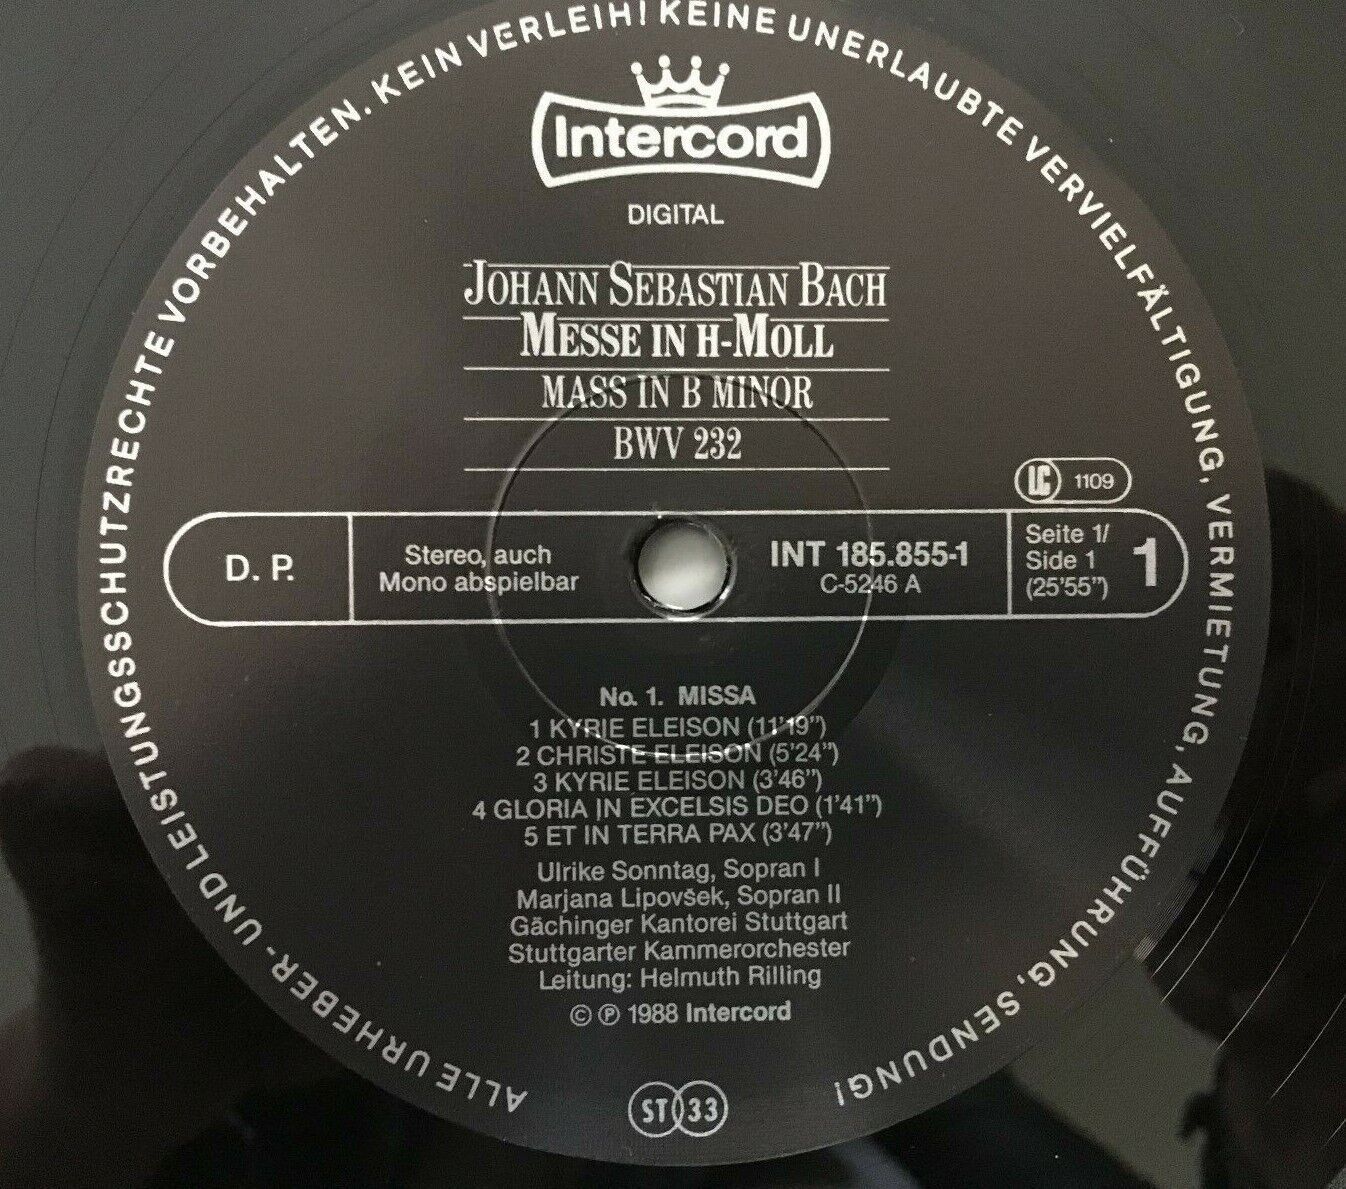 ALLE URHEBER- UND LEISTUNGSSCHUTZRECHTE VORBEHALTEN. KEIN VERLEIH! KEINE UNERLAUBTE VERVIELFÄLTIGUNG, VERMIETUNG, AUFFÜHRUNG, SENDUNG!
Intercord
DIGITAL
JOHANN SEBASTIAN BACH
MESSE IN H-MOLL
MASS IN B MINOR
BWV 232
LC 1109
D. P.
Stereo, auch
Mono abspielbar
INT 185.855-1
C-5246 A
Seite 1/
Side 1
(25'55")
1
No. 1. MISSA
1 KYRIE ELEISON (11'19")
2 CHRISTE ELEISON (5'24")
3 KYRIE ELEISON (3'46")
4 GLORIA IN EXCELSIS DEO (1'41")
5 ET IN TERRA PAX (3'47")
Ulrike Sonntag, Sopran I
Marjana Lipovšek, Sopran II
Gächinger Kantorei Stuttgart
Stuttgarter Kammerorchester
Leitung: Helmuth Rilling
© ℗ 1988 Intercord
ST 33